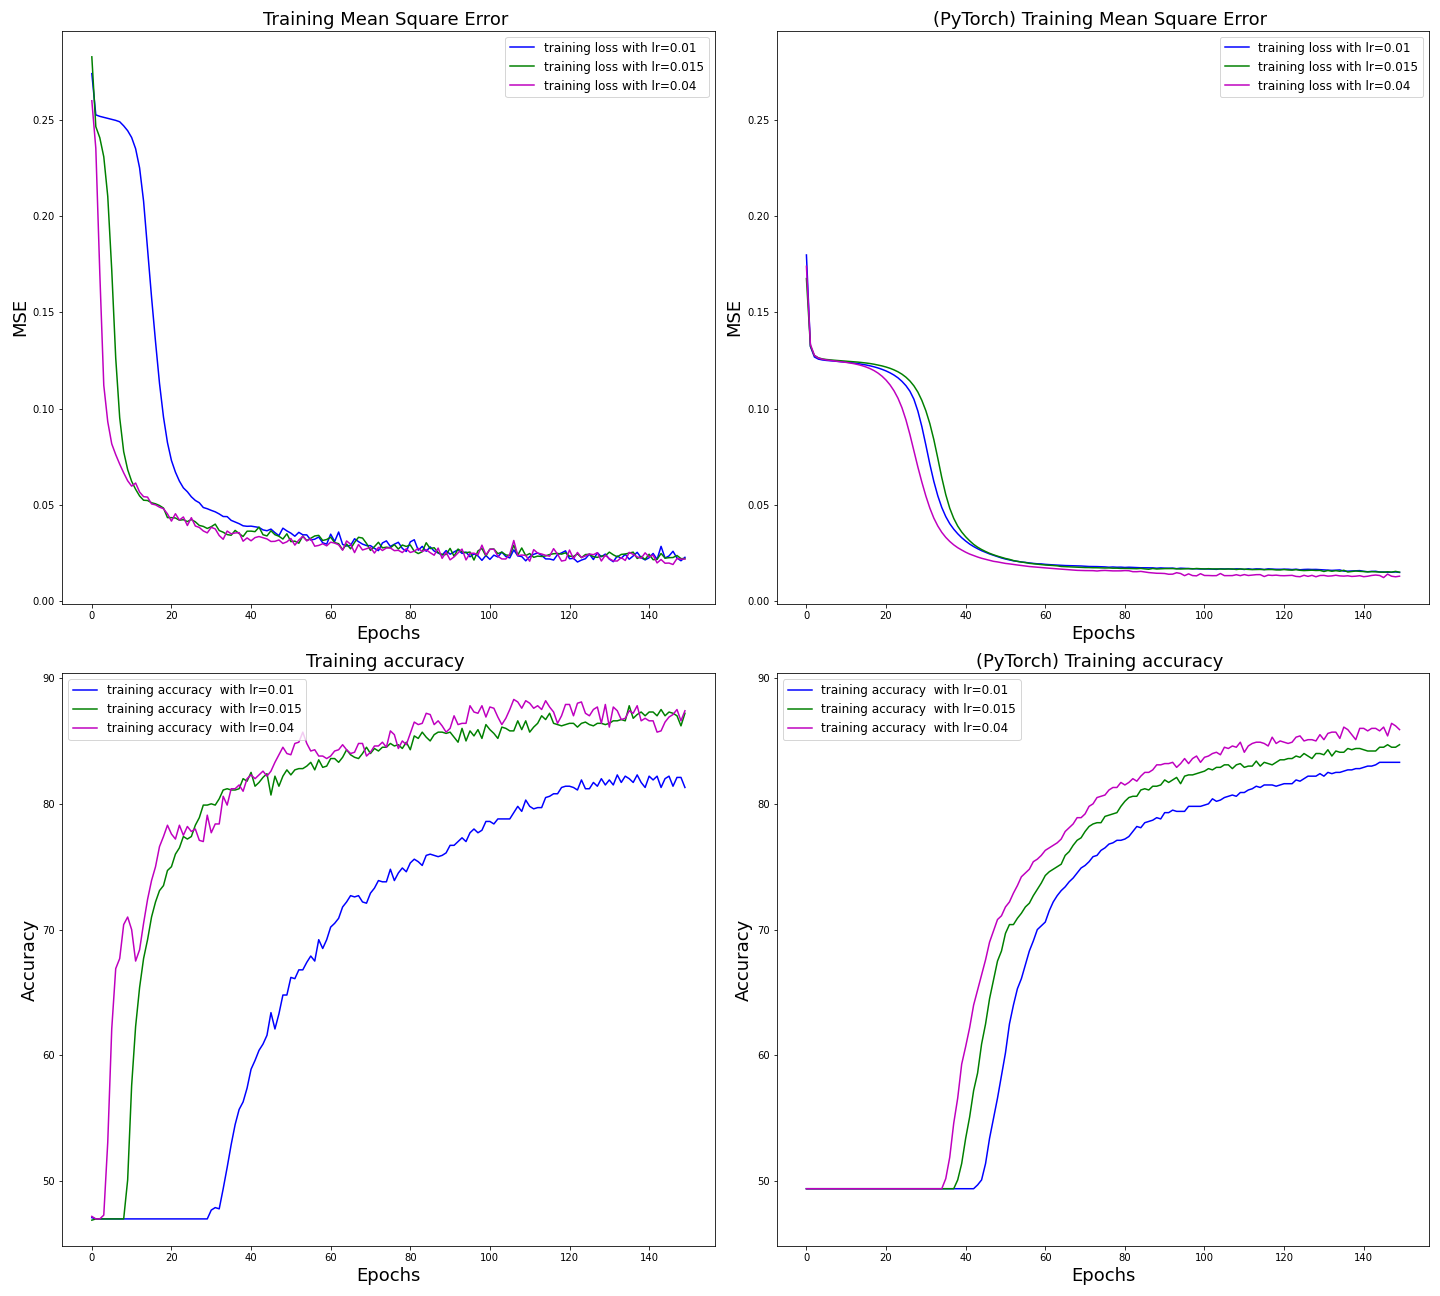 Training Mean Square Error
training loss with lr=0.01
training loss with lr=0.015
training loss with lr=0.04
MSE
0.25
0.20
0.15
0.10
0.05
0.00
0 20 40 60 80 100 120 140
Epochs
(PyTorch) Training Mean Square Error
training loss with lr=0.01
training loss with lr=0.015
training loss with lr=0.04
MSE
0.25
0.20
0.15
0.10
0.05
0.00
0 20 40 60 80 100 120 140
Epochs
Training accuracy
training accuracy  with lr=0.01
training accuracy  with lr=0.015
training accuracy  with lr=0.04
Accuracy
90
80
70
60
50
0 20 40 60 80 100 120 140
Epochs
(PyTorch) Training accuracy
training accuracy  with lr=0.01
training accuracy  with lr=0.015
training accuracy  with lr=0.04
Accuracy
90
80
70
60
50
0 20 40 60 80 100 120 140
Epochs